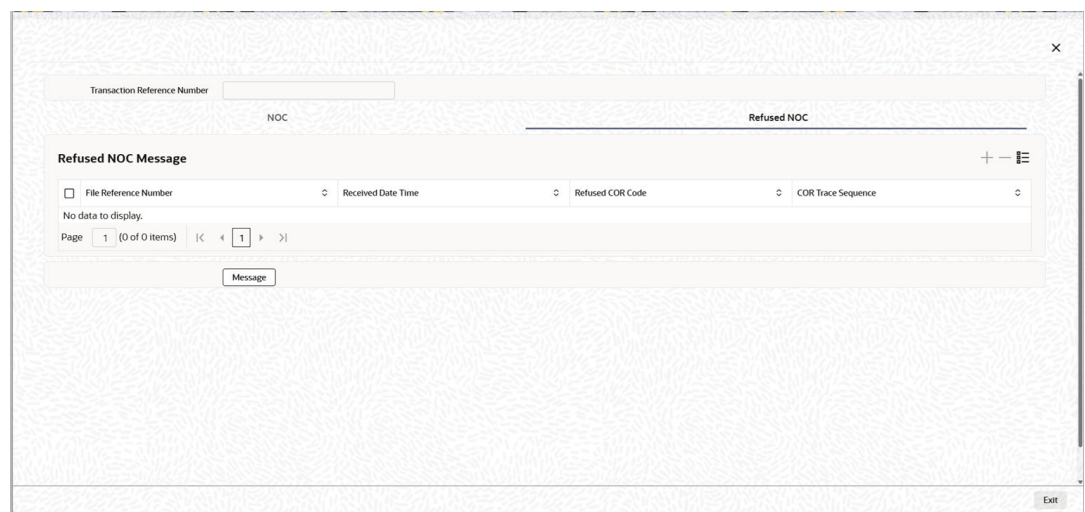 Transaction Reference Number
NOC Refused NOC
Refused NOC Message
File Reference Number Received Date Time Refused COR Code COR Trace Sequence
No data to display.
Page 1 (0 of 0 items) 1
Message
Exit